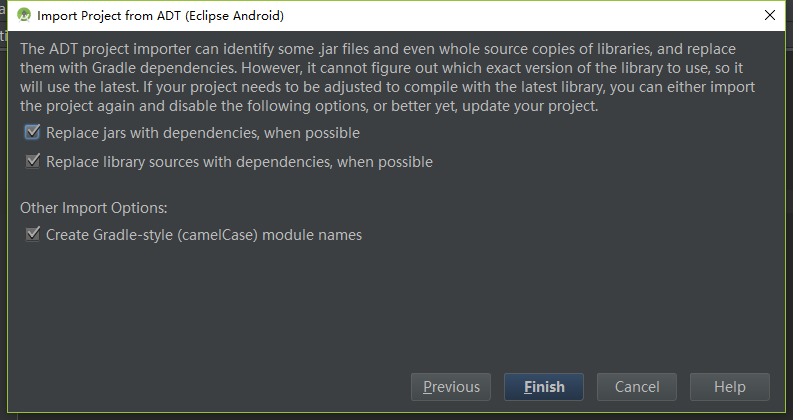 Import Project from ADT (Eclipse Android)
The ADT project importer can identify some .jar files and even whole source copies of libraries, and replace
them with Gradle dependencies. However, it cannot figure out which exact version of the library to use, so it
will use the latest. If your project needs to be adjusted to compile with the latest library, you can either import
the project again and disable the following options, or better yet, update your project.
Replace jars with dependencies, when possible
Replace library sources with dependencies, when possible
Other Import Options:
Create Gradle-style (camelCase) module names
Previous Finish Cancel Help